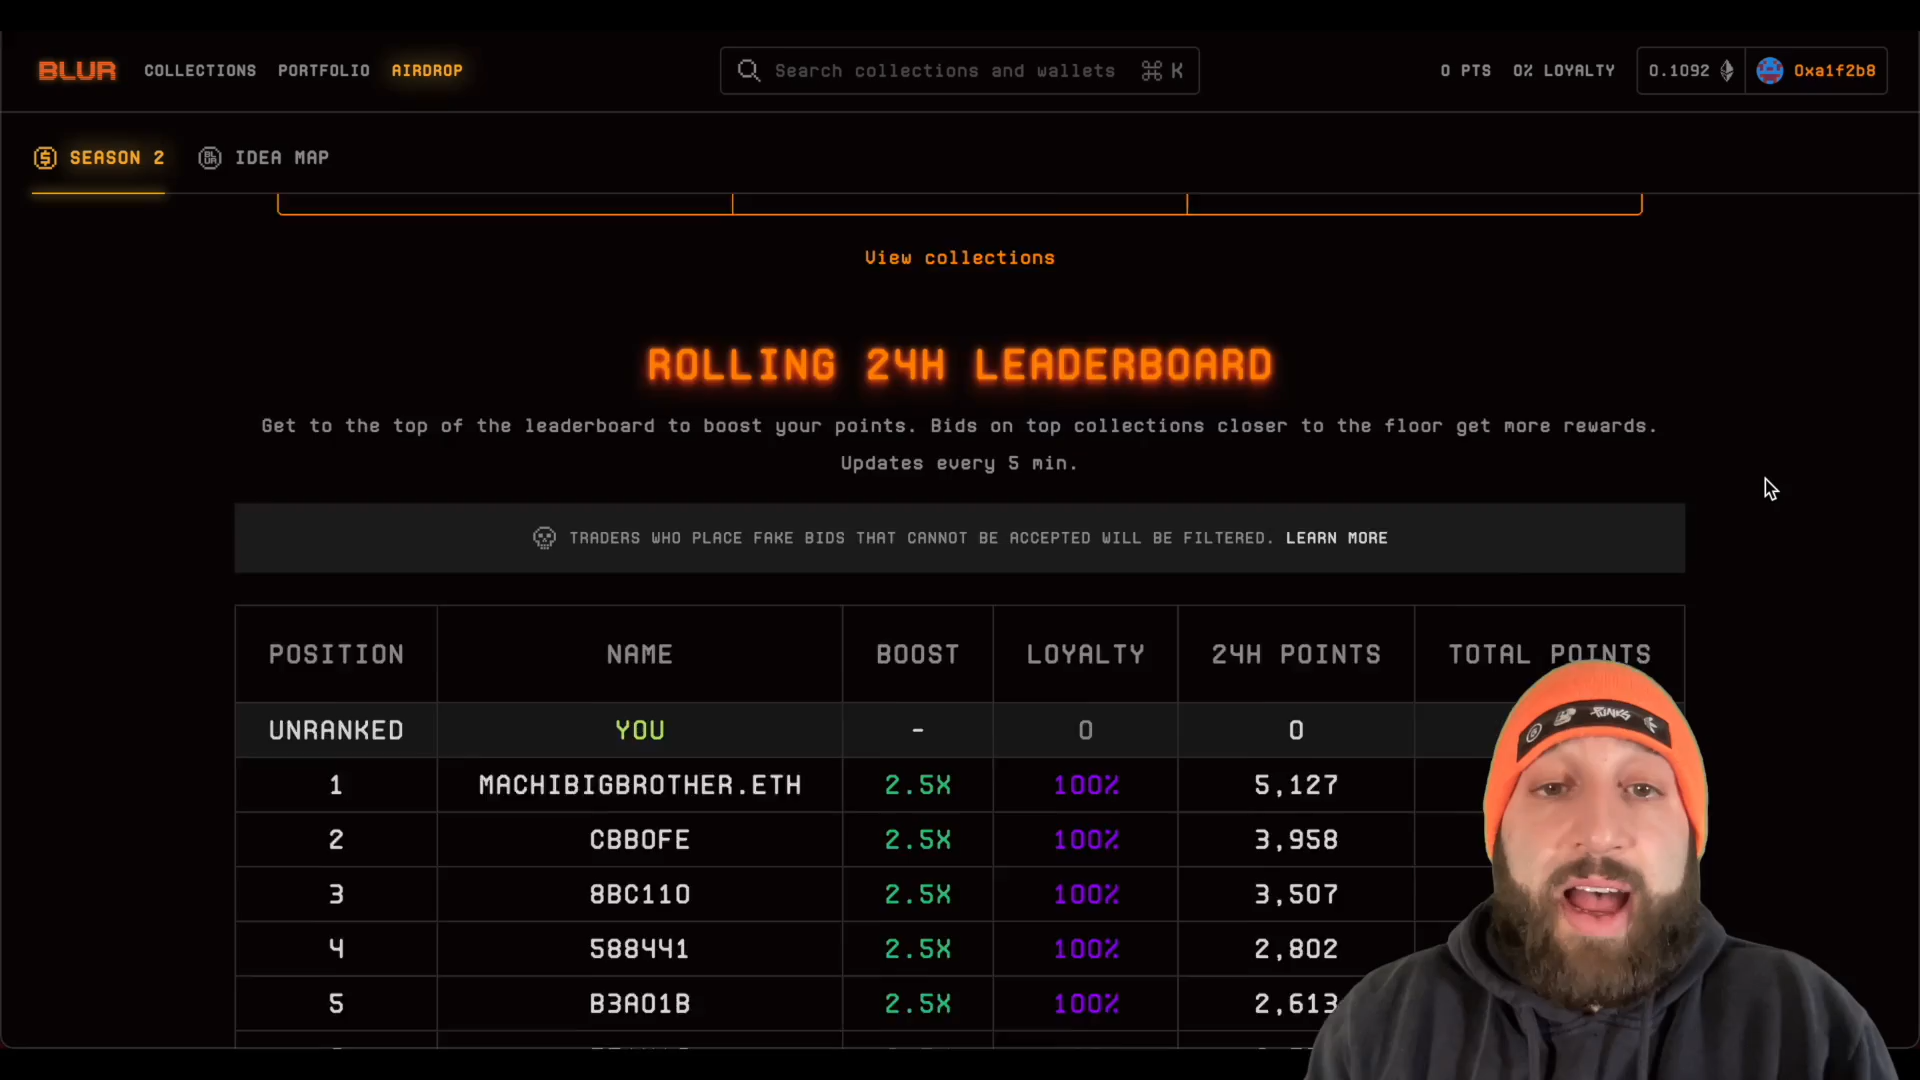 BLUR COLLECTIONS PORTFOLIO AIRDROP Search collections and wallets ⌘ K 0 PTS 0% LOYALTY 0.1092 0xa1f2b8
SEASON 2 IDEA MAP
View collections
ROLLING 24H LEADERBOARD
Get to the top of the leaderboard to boost your points. Bids on top collections closer to the floor get more rewards.
Updates every 5 min.
TRADERS WHO PLACE FAKE BIDS THAT CANNOT BE ACCEPTED WILL BE FILTERED. LEARN MORE
POSITION NAME BOOST LOYALTY 24H POINTS TOTAL POINTS
UNRANKED YOU - 0 0
1 MACHIBIGBROTHER.ETH 2.5X 100% 5,127
2 CBB0FE 2.5X 100% 3,958
3 8BC110 2.5X 100% 3,507
4 588441 2.5X 100% 2,802
5 B3A01B 2.5X 100% 2,613
PUNKS